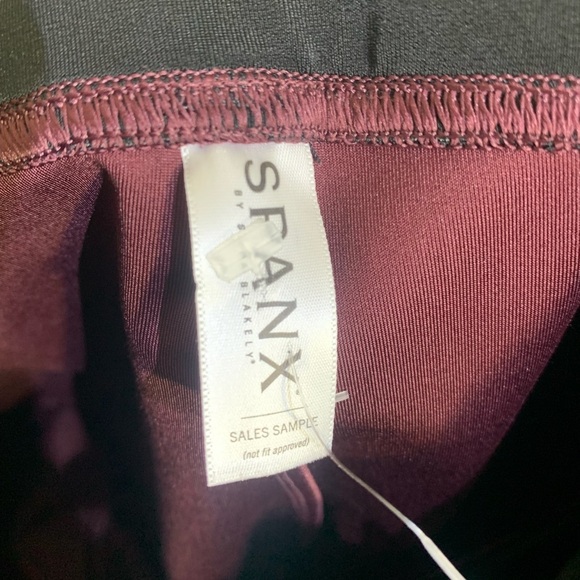 SPANX®
BY BLAKELY®
SALES SAMPLE
(not fit approved)